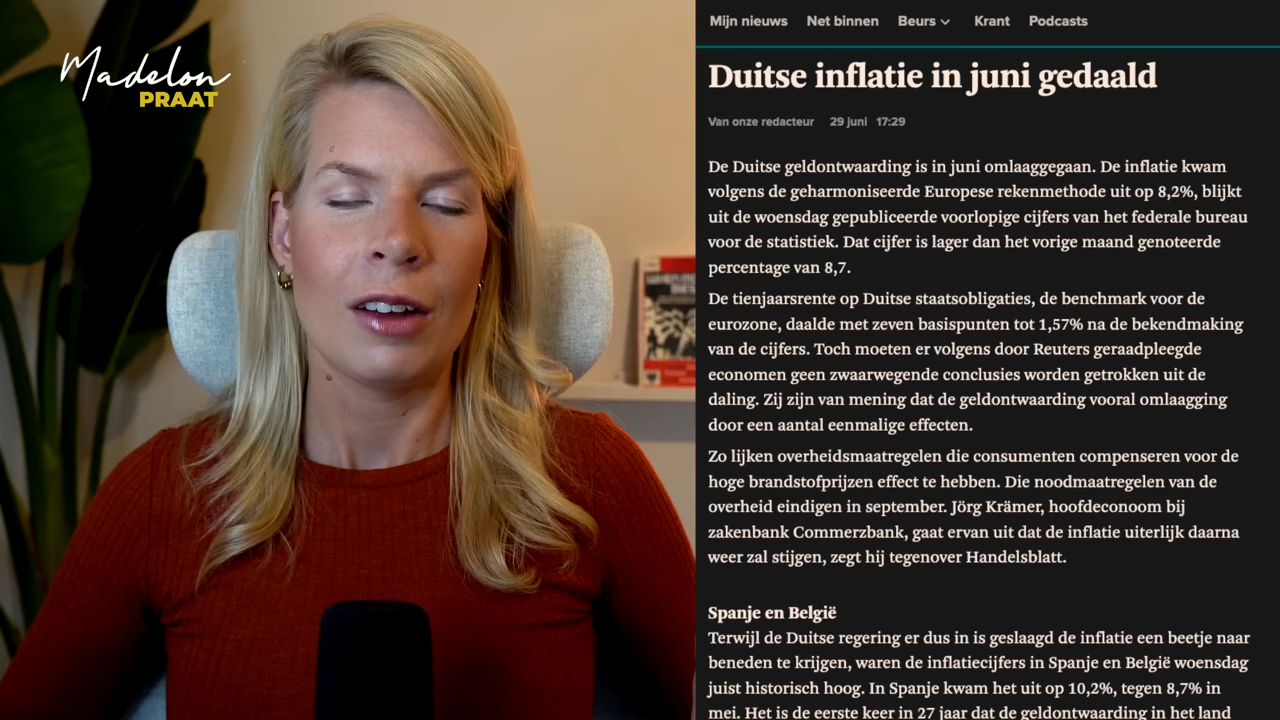 Madelon
PRAAT
Mijn nieuws Net binnen Beurs Krant Podcasts
Duitse inflatie in juni gedaald
Van onze redacteur 29 juni 17:29
De Duitse geldontwaarding is in juni omlaaggegaan. De inflatie kwam
volgens de geharmoniseerde Europese rekenmethode uit op 8,2%, blijkt
uit de woensdag gepubliceerde voorlopige cijfers van het federale bureau
voor de statistiek. Dat cijfer is lager dan het vorige maand genoteerde
percentage van 8,7.
De tienjaarsrente op Duitse staatsobligaties, de benchmark voor de
eurozone, daalde met zeven basispunten tot 1,57% na de bekendmaking
van de cijfers. Toch moeten er volgens door Reuters geraadpleegde
economen geen zwaarwegende conclusies worden getrokken uit de
daling. Zij zijn van mening dat de geldontwaarding vooral omlaagging
door een aantal eenmalige effecten.
Zo lijken overheidsmaatregelen die consumenten compenseren voor de
hoge brandstofprijzen effect te hebben. Die noodmaatregelen van de
overheid eindigen in september. Jörg Krämer, hoofdeconoom bij
zakenbank Commerzbank, gaat ervan uit dat de inflatie uiterlijk daarna
weer zal stijgen, zegt hij tegenover Handelsblatt.
Spanje en België
Terwijl de Duitse regering er dus in is geslaagd de inflatie een beetje naar
beneden te krijgen, waren de inflatiecijfers in Spanje en België woensdag
juist historisch hoog. In Spanje kwam het uit op 10,2%, tegen 8,7% in
mei. Het is de eerste keer in 27 jaar dat de geldontwaarding in het land